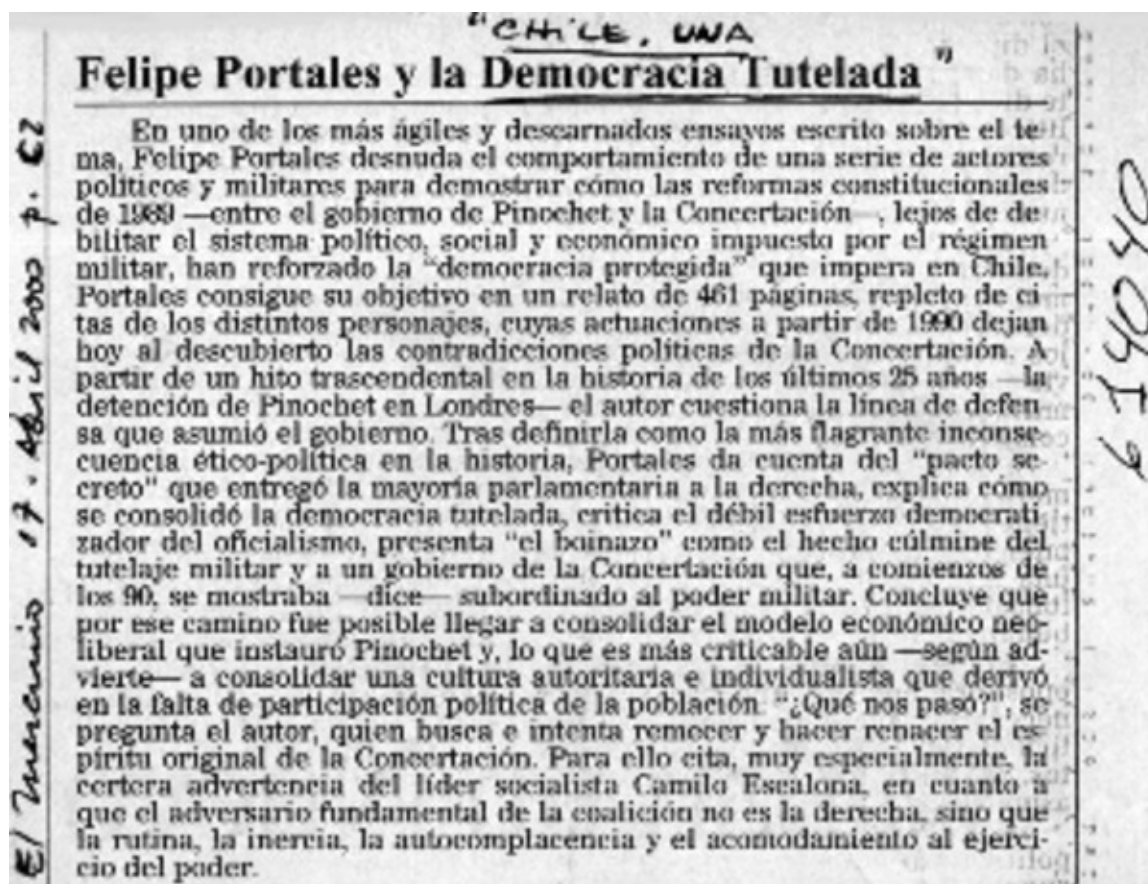 "CHILE, UNA
Felipe Portales y la Democracia Tutelada"
En uno de los más ágiles y descarnados ensayos escrito sobre el te-
ma, Felipe Portales desnuda el comportamiento de una serie de actores
políticos y militares para demostrar cómo las reformas constitucionales
de 1989 —entre el gobierno de Pinochet y la Concertación—, lejos de de-
bilitar el sistema político, social y económico impuesto por el régimen
militar, han reforzado la "democracia protegida" que impera en Chile.
Portales consigue su objetivo en un relato de 461 páginas, repleto de ci-
tas de los distintos personajes, cuyas actuaciones a partir de 1990 dejan
hoy al descubierto las contradicciones políticas de la Concertación. A
partir de un hito trascendental en la historia de los últimos 25 años —la
detención de Pinochet en Londres— el autor cuestiona la línea de defen-
sa que asumió el gobierno. Tras definirla como la más flagrante inconse-
cuencia ético-política en la historia, Portales da cuenta del "pacto se-
creto" que entregó la mayoría parlamentaria a la derecha, explica cómo
se consolidó la democracia tutelada, critica el débil esfuerzo democrati-
zador del oficialismo, presenta "el boinazo" como el hecho cúlmine del
tutelaje militar y a un gobierno de la Concertación que, a comienzos de
los 90, se mostraba —dice— subordinado al poder militar. Concluye que
por ese camino fue posible llegar a consolidar el modelo económico neo-
liberal que instauró Pinochet y, lo que es más criticable aún —según ad-
vierte— a consolidar una cultura autoritaria e individualista que derivó
en la falta de participación política de la población. "¿Qué nos pasó?", se
pregunta el autor, quien busca e intenta remecer y hacer renacer el es-
píritu original de la Concertación. Para ello cita, muy especialmente, la
certera advertencia del líder socialista Camilo Escalona, en cuanto a
que el adversario fundamental de la coalición no es la derecha, sino que
la rutina, la inercia, la autocomplacencia y el acomodamiento al ejerci-
cio del poder.
El Mercurio 17. Abril 2000 p. C2